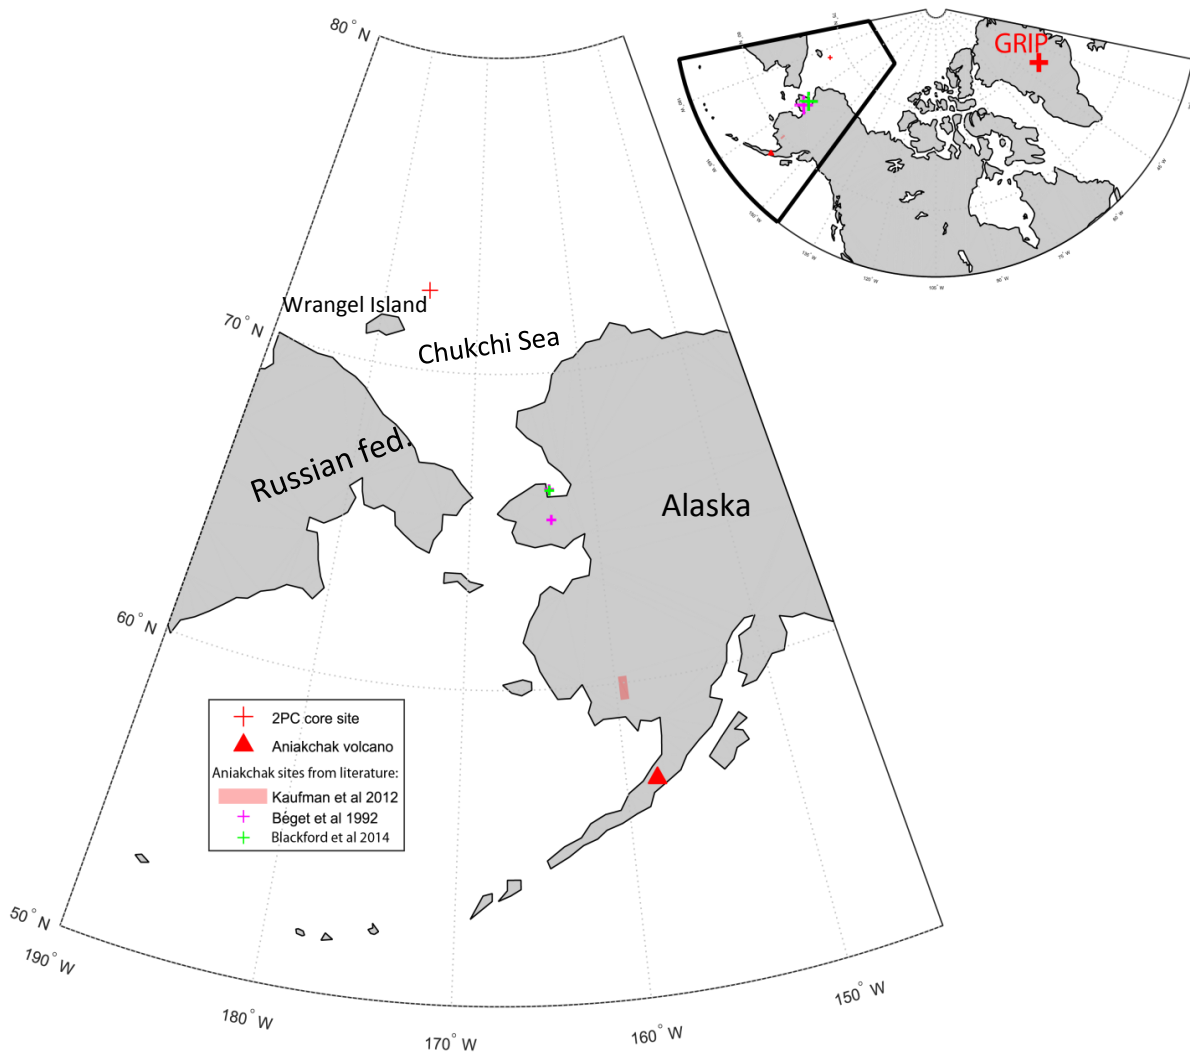 80° N
GRIP
Wrangel Island
70° N
Chukchi Sea
Russian fed.
Alaska
60° N
2PC core site
Aniakchak volcano
Aniakchak sites from literature:
Kaufman et al 2012
Béget et al 1992
Blackford et al 2014
50° N
190° W
180° W
170° W
160° W
150° W